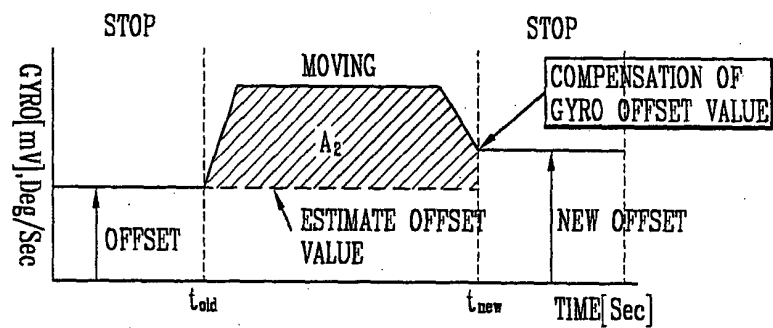 STOP
STOP
MOVING
COMPENSATION OF
GYRO OFFSET VALUE
GYRO[mV],Deg/Sec
A2
OFFSET
ESTIMATE OFFSET
VALUE
NEW OFFSET
told
tnew
TIME[Sec]